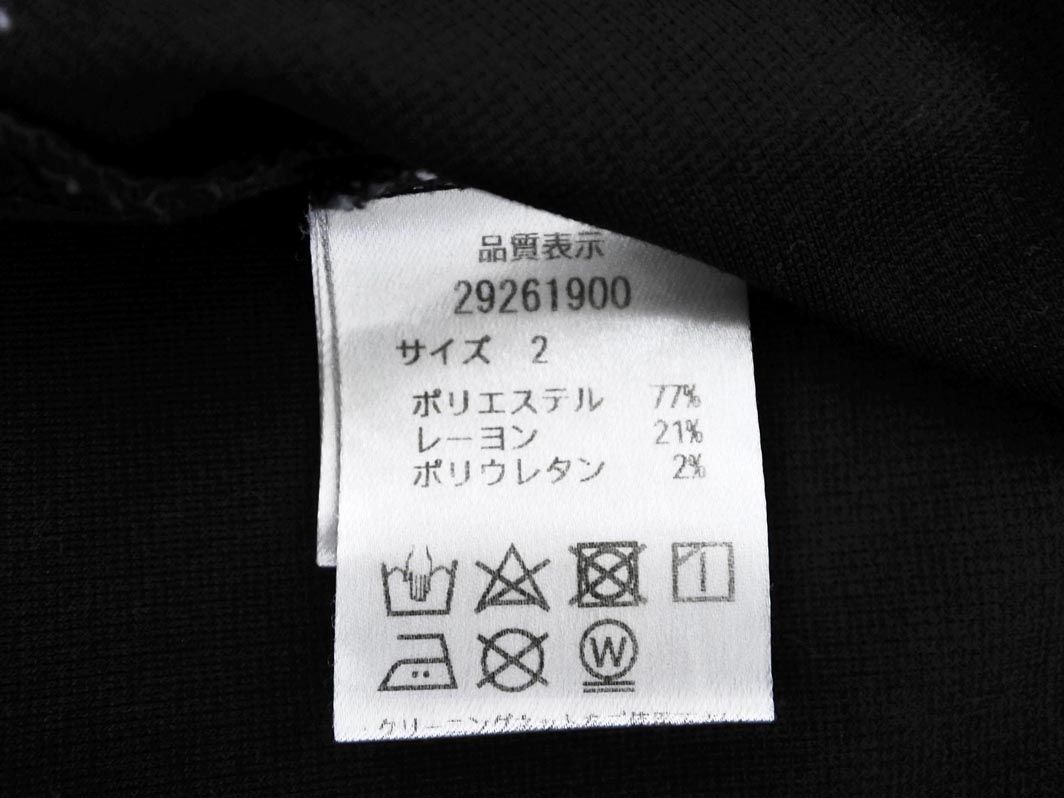 品質表示
29261900
サイズ 2
ポリエステル 77%
レーヨン 21%
ポリウレタン 2%
W